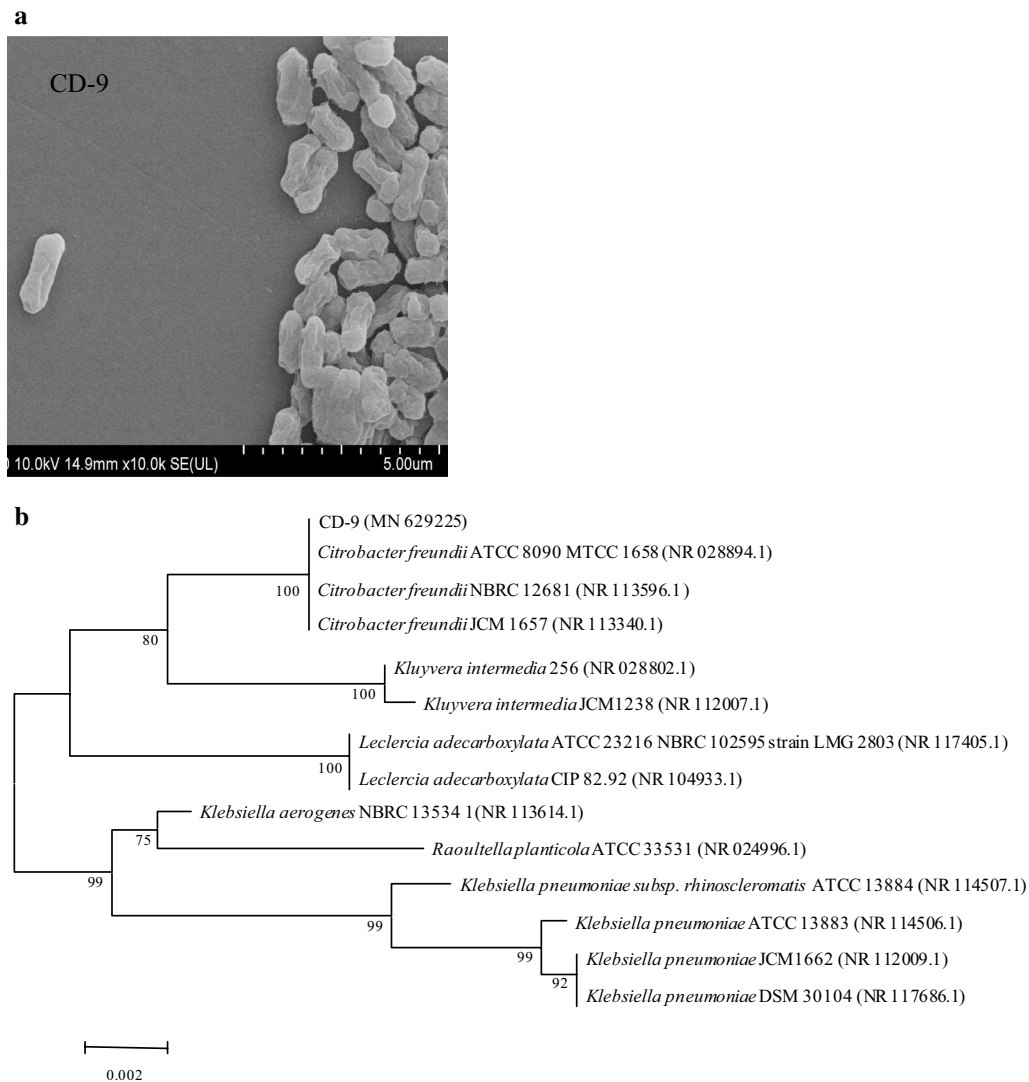 a
CD-9
10.0kV 14.9mm x10.0k SE(UL)
5.00um
b
CD-9 (MN 629225)
Citrobacter freundii ATCC 8090 MTCC 1658 (NR 028894.1)
100
Citrobacter freundii NBRC 12681 (NR 113596.1)
Citrobacter freundii JCM 1657 (NR 113340.1)
80
Kluyvera intermedia 256 (NR 028802.1)
100
Kluyvera intermedia JCM1238 (NR 112007.1)
Leclercia adecarboxylata ATCC 23216 NBRC 102595 strain LMG 2803 (NR 117405.1)
100
Leclercia adecarboxylata CIP 82.92 (NR 104933.1)
Klebsiella aerogenes NBRC 13534 1(NR 113614.1)
75
Raoultella planticola ATCC 33531 (NR 024996.1)
99
Klebsiella pneumoniae subsp. rhinoscleromatis ATCC 13884 (NR 114507.1)
99
Klebsiella pneumoniae ATCC 13883 (NR 114506.1)
99
Klebsiella pneumoniae JCM1662 (NR 112009.1)
92
Klebsiella pneumoniae DSM 30104 (NR 117686.1)
0.002